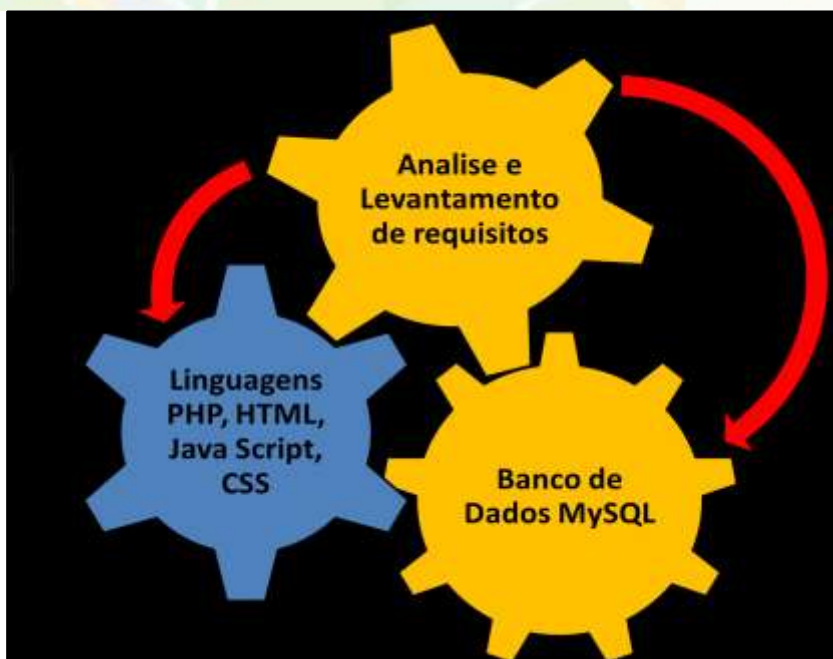 Analise e
Levantamento
de requisitos
Linguagens
PHP, HTML,
Java Script,
CSS
Banco de
Dados MySQL